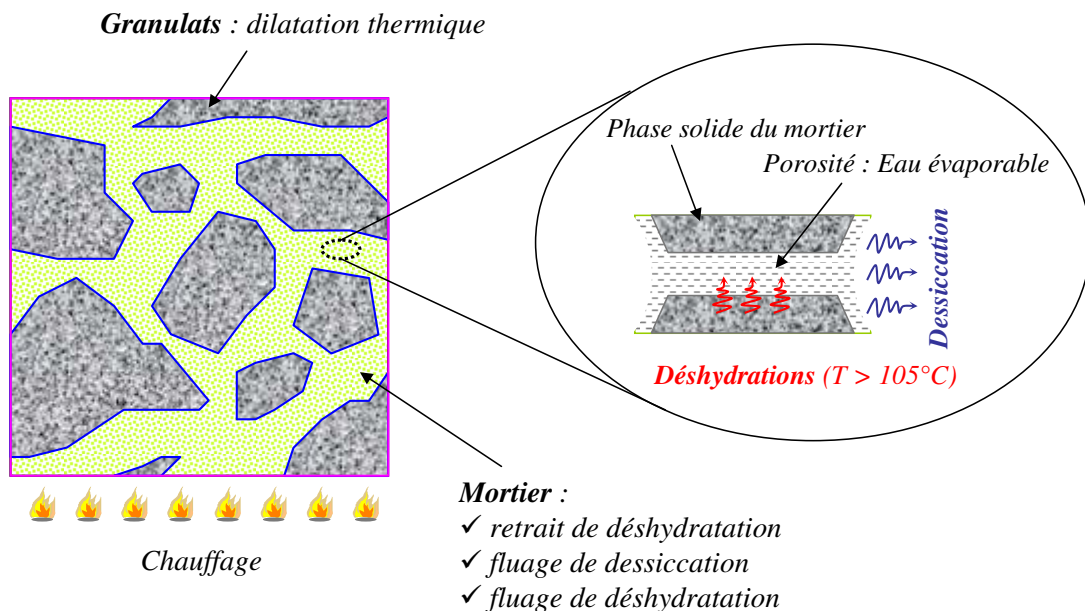 Granulats : dilatation thermique
Phase solide du mortier
Porosité : Eau évaporable
Dessiccation
Déshydrations (T > 105°C)
Mortier :
✓ retrait de déshydratation
✓ fluage de dessiccation
✓ fluage de déshydratation
Chauffage